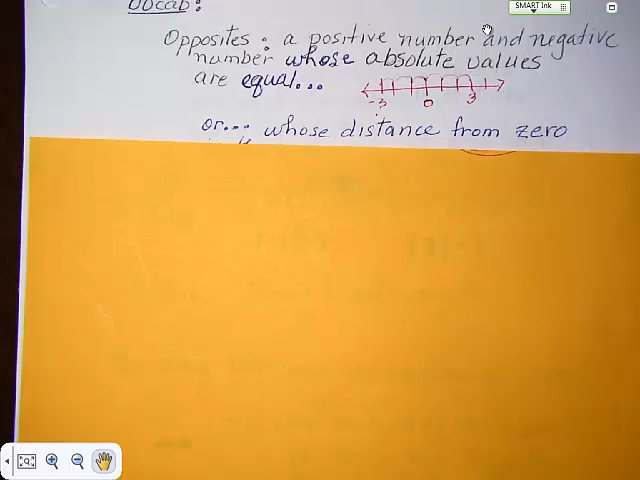 Vocab:
SMART Ink
Opposites: a positive number and negative
number whose absolute values
are equal...
-3 0 3
or... whose distance from zero